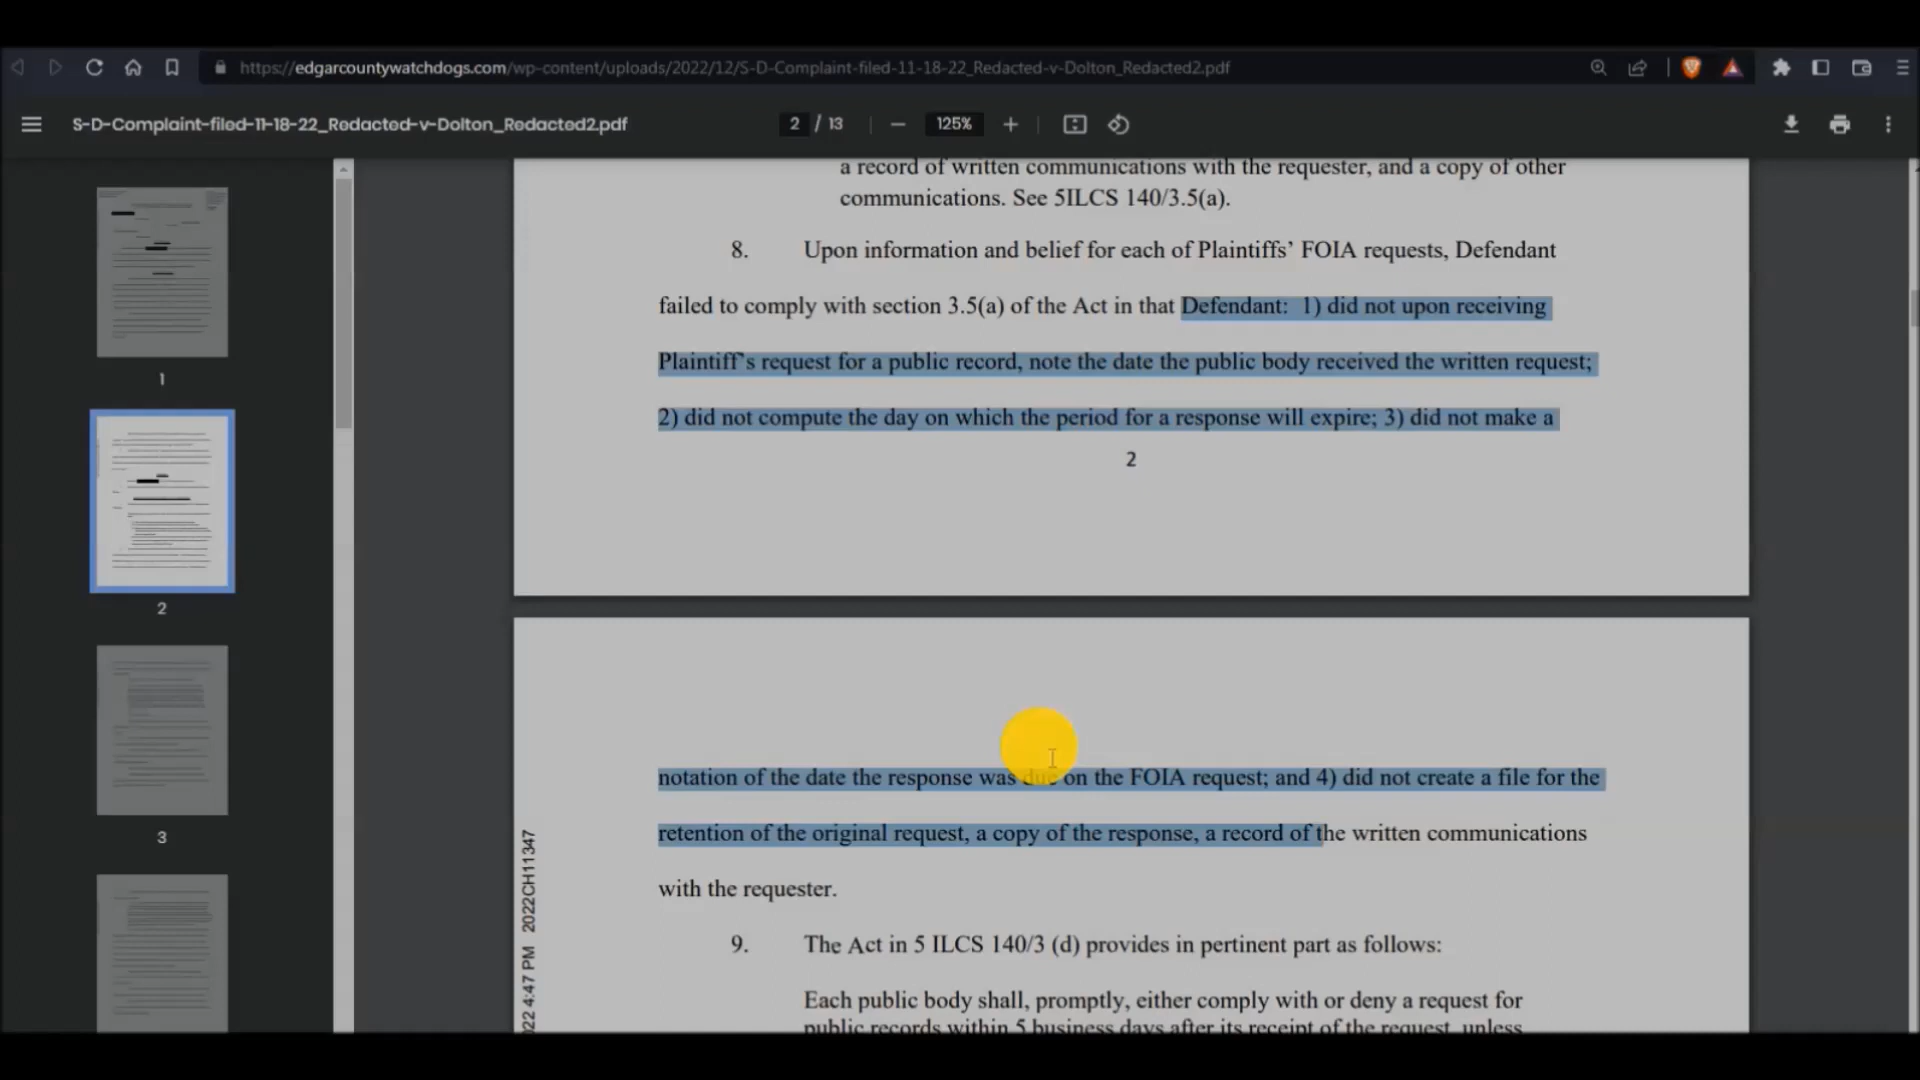 https://edgarcountywatchdogs.com/wp-content/uploads/2022/12/S-D-Complaint-filed-11-18-22_Redacted-v-Dolton_Redacted2.pdf
S-D-Complaint-filed-11-18-22_Redacted-v-Dolton_Redacted2.pdf
2 / 13
125%
1
2
3
a record of written communications with the requester, and a copy of other
communications. See 5ILCS 140/3.5(a).
8. Upon information and belief for each of Plaintiffs' FOIA requests, Defendant
failed to comply with section 3.5(a) of the Act in that Defendant: 1) did not upon receiving
Plaintiff's request for a public record, note the date the public body received the written request;
2) did not compute the day on which the period for a response will expire; 3) did not make a
2
notation of the date the response was due on the FOIA request; and 4) did not create a file for the
retention of the original request, a copy of the response, a record of the written communications
with the requester.
9. The Act in 5 ILCS 140/3 (d) provides in pertinent part as follows:
Each public body shall, promptly, either comply with or deny a request for
public records within 5 business days after its receipt of the request, unless
022 4:47 PM 2022CH11347